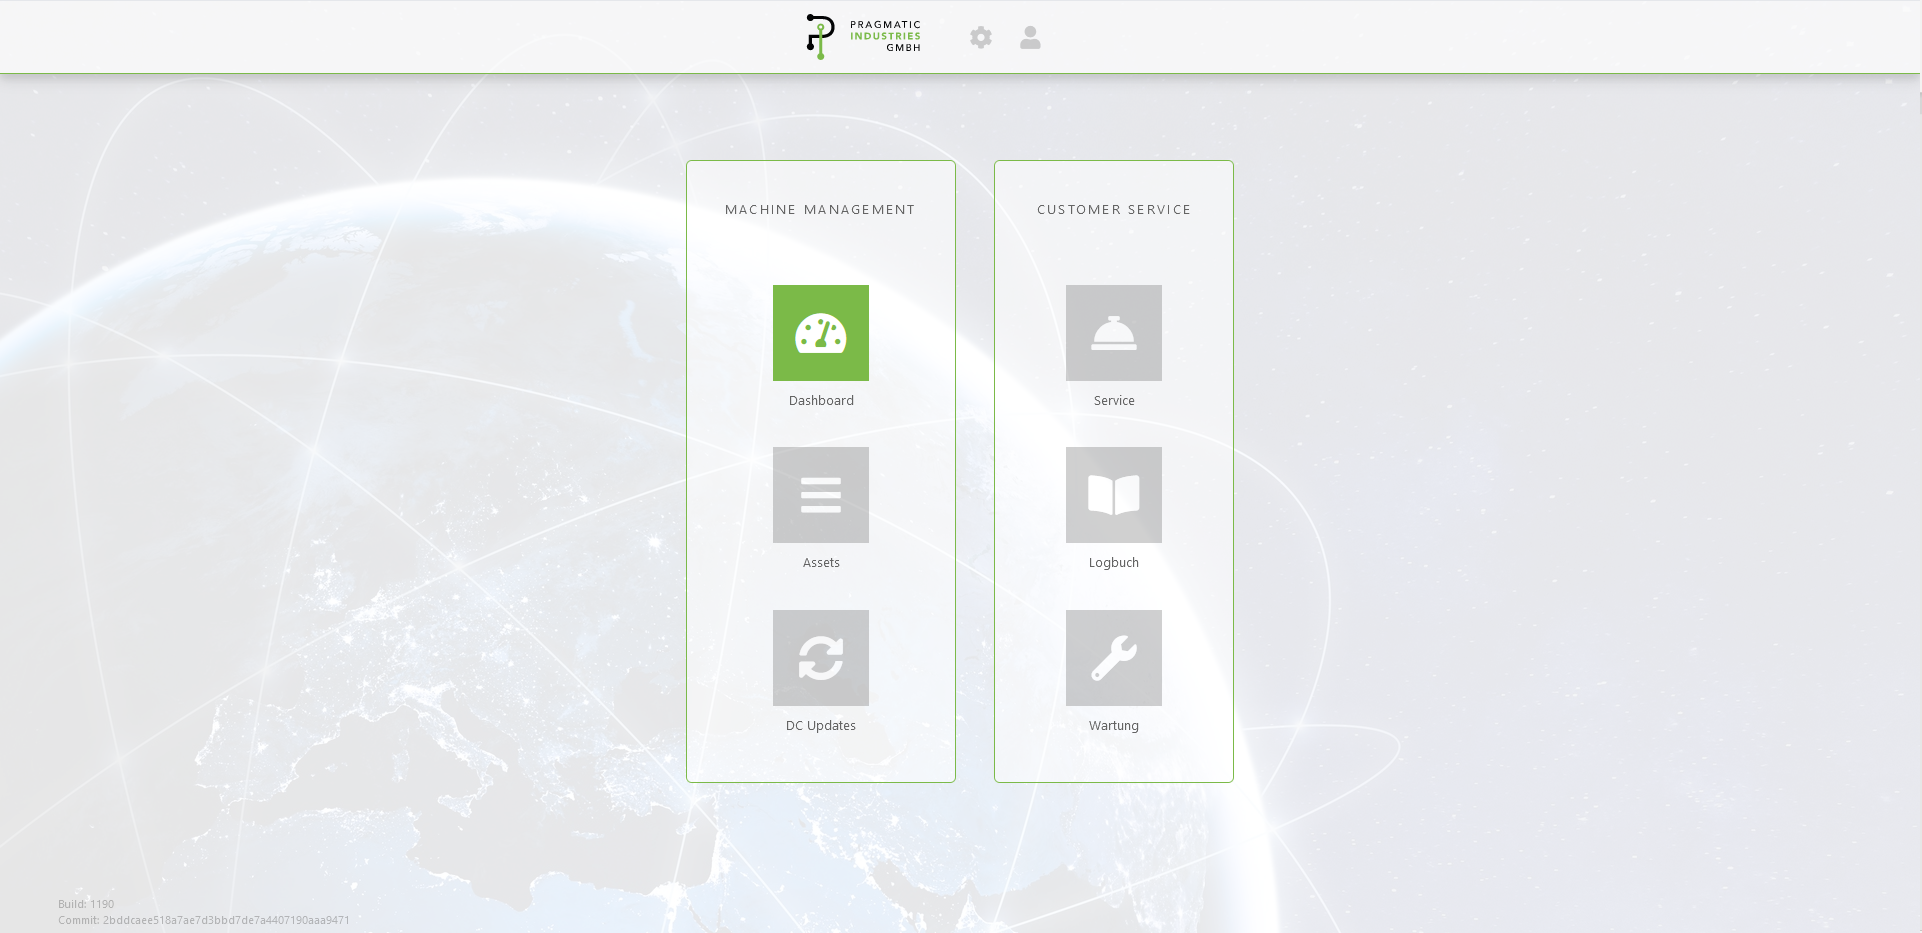 PRAGMATIC
INDUSTRIES
GMBH
MACHINE MANAGEMENT
Dashboard
Assets
DC Updates
CUSTOMER SERVICE
Service
Logbuch
Wartung
Build: 1190
Commit: 2bddcaee518a7ae7d3bbd7de7a4407190aaa9471